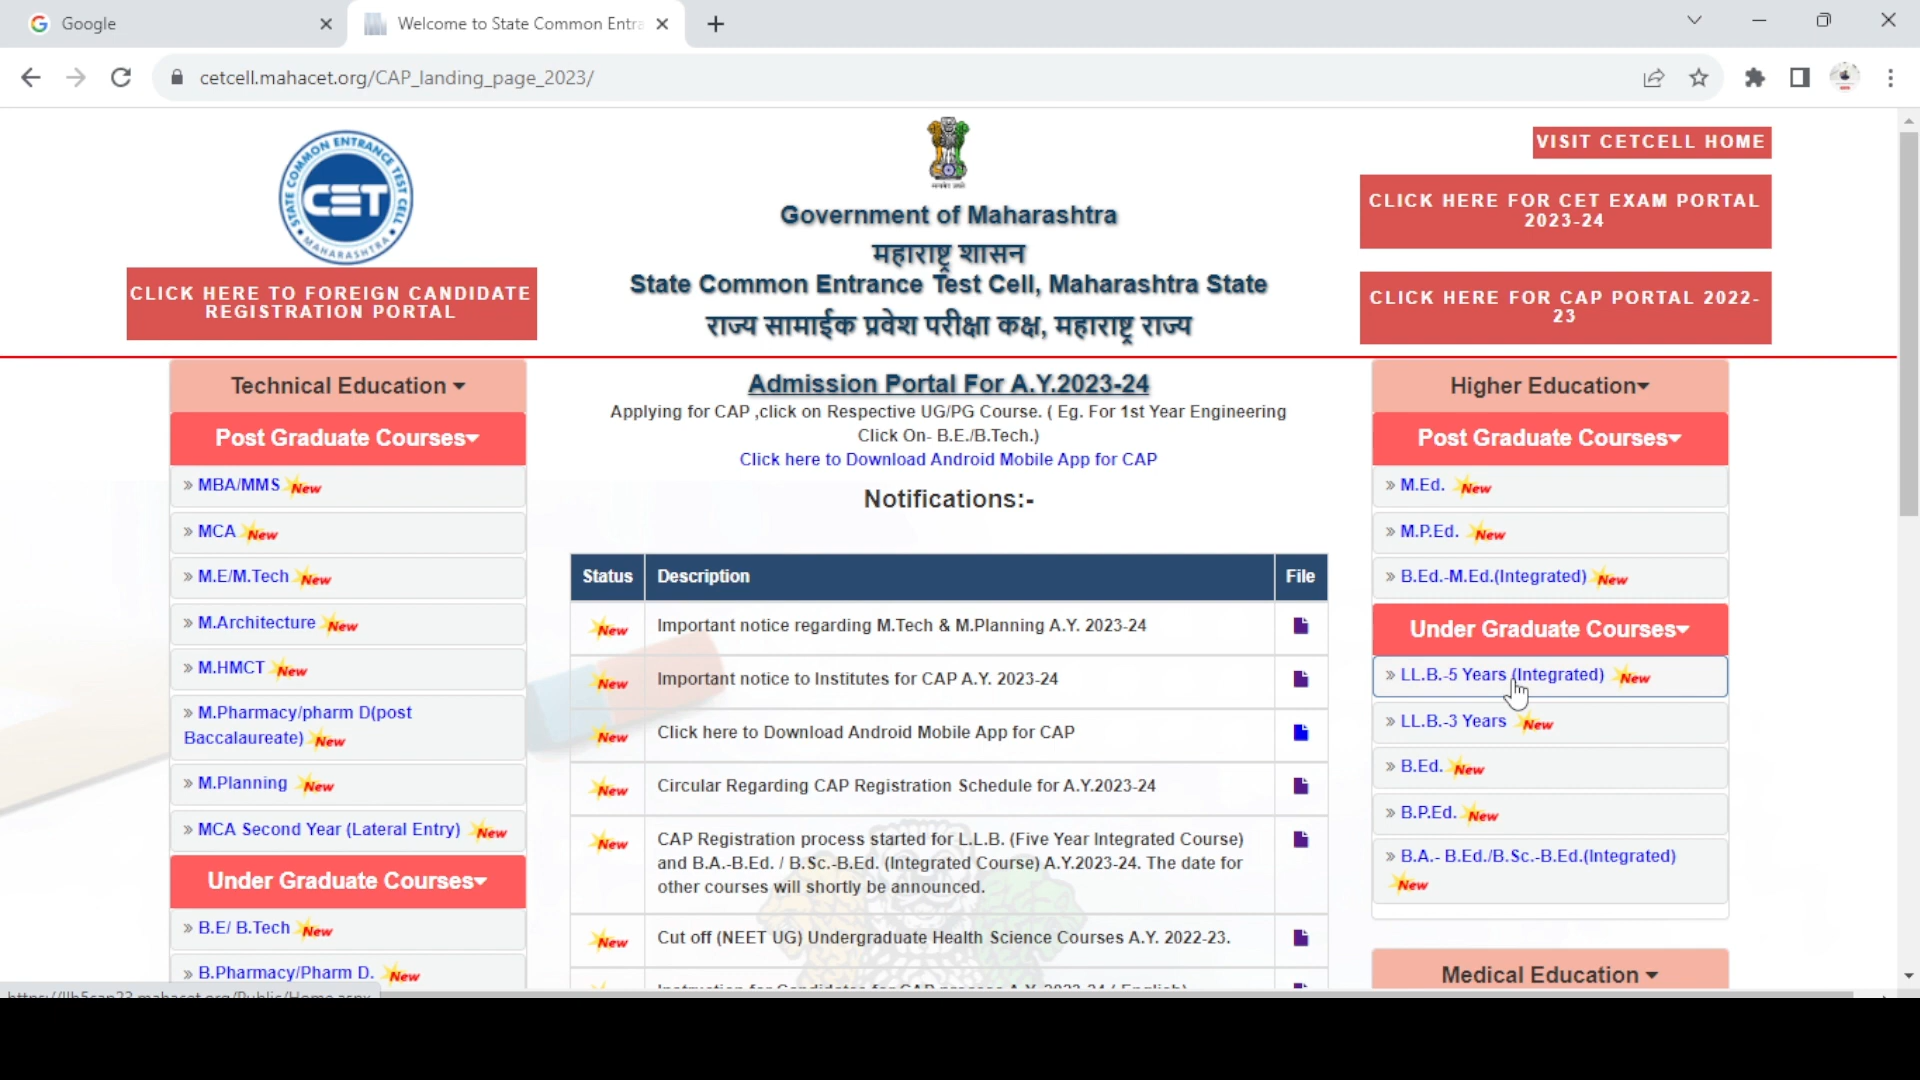 Google
Welcome to State Common Entra
cetcell.mahacet.org/CAP_landing_page_2023/
STATE COMMON ENTRANCE TEST CELL
CET
MAHARASHTRA
CLICK HERE TO FOREIGN CANDIDATE
REGISTRATION PORTAL
Government of Maharashtra
महाराष्ट्र शासन
State Common Entrance Test Cell, Maharashtra State
राज्य सामाईक प्रवेश परीक्षा कक्ष, महाराष्ट्र राज्य
VISIT CETCELL HOME
CLICK HERE FOR CET EXAM PORTAL
2023-24
CLICK HERE FOR CAP PORTAL 2022-
23
Technical Education
Post Graduate Courses
» MBA/MMS New
» MCA New
» M.E/M.Tech New
» M.Architecture New
» M.HMCT New
» M.Pharmacy/pharm D(post
Baccalaureate) New
» M.Planning New
» MCA Second Year (Lateral Entry) New
Under Graduate Courses
» B.E/ B.Tech New
» B.Pharmacy/Pharm D. New
Admission Portal For A.Y.2023-24
Applying for CAP ,click on Respective UG/PG Course. ( Eg. For 1st Year Engineering
Click On- B.E./B.Tech.)
Click here to Download Android Mobile App for CAP
Notifications:-
Status Description File
New Important notice regarding M.Tech & M.Planning A.Y. 2023-24
New Important notice to Institutes for CAP A.Y. 2023-24
New Click here to Download Android Mobile App for CAP
New Circular Regarding CAP Registration Schedule for A.Y.2023-24
New CAP Registration process started for L.L.B. (Five Year Integrated Course)
and B.A.-B.Ed. / B.Sc.-B.Ed. (Integrated Course) A.Y.2023-24. The date for
other courses will shortly be announced.
New Cut off (NEET UG) Undergraduate Health Science Courses A.Y. 2022-23.
Higher Education
Post Graduate Courses
» M.Ed. New
» M.P.Ed. New
» B.Ed.-M.Ed.(Integrated) New
Under Graduate Courses
» LL.B.-5 Years (Integrated) New
» LL.B.-3 Years New
» B.Ed. New
» B.P.Ed. New
» B.A.- B.Ed./B.Sc.-B.Ed.(Integrated)
New
Medical Education